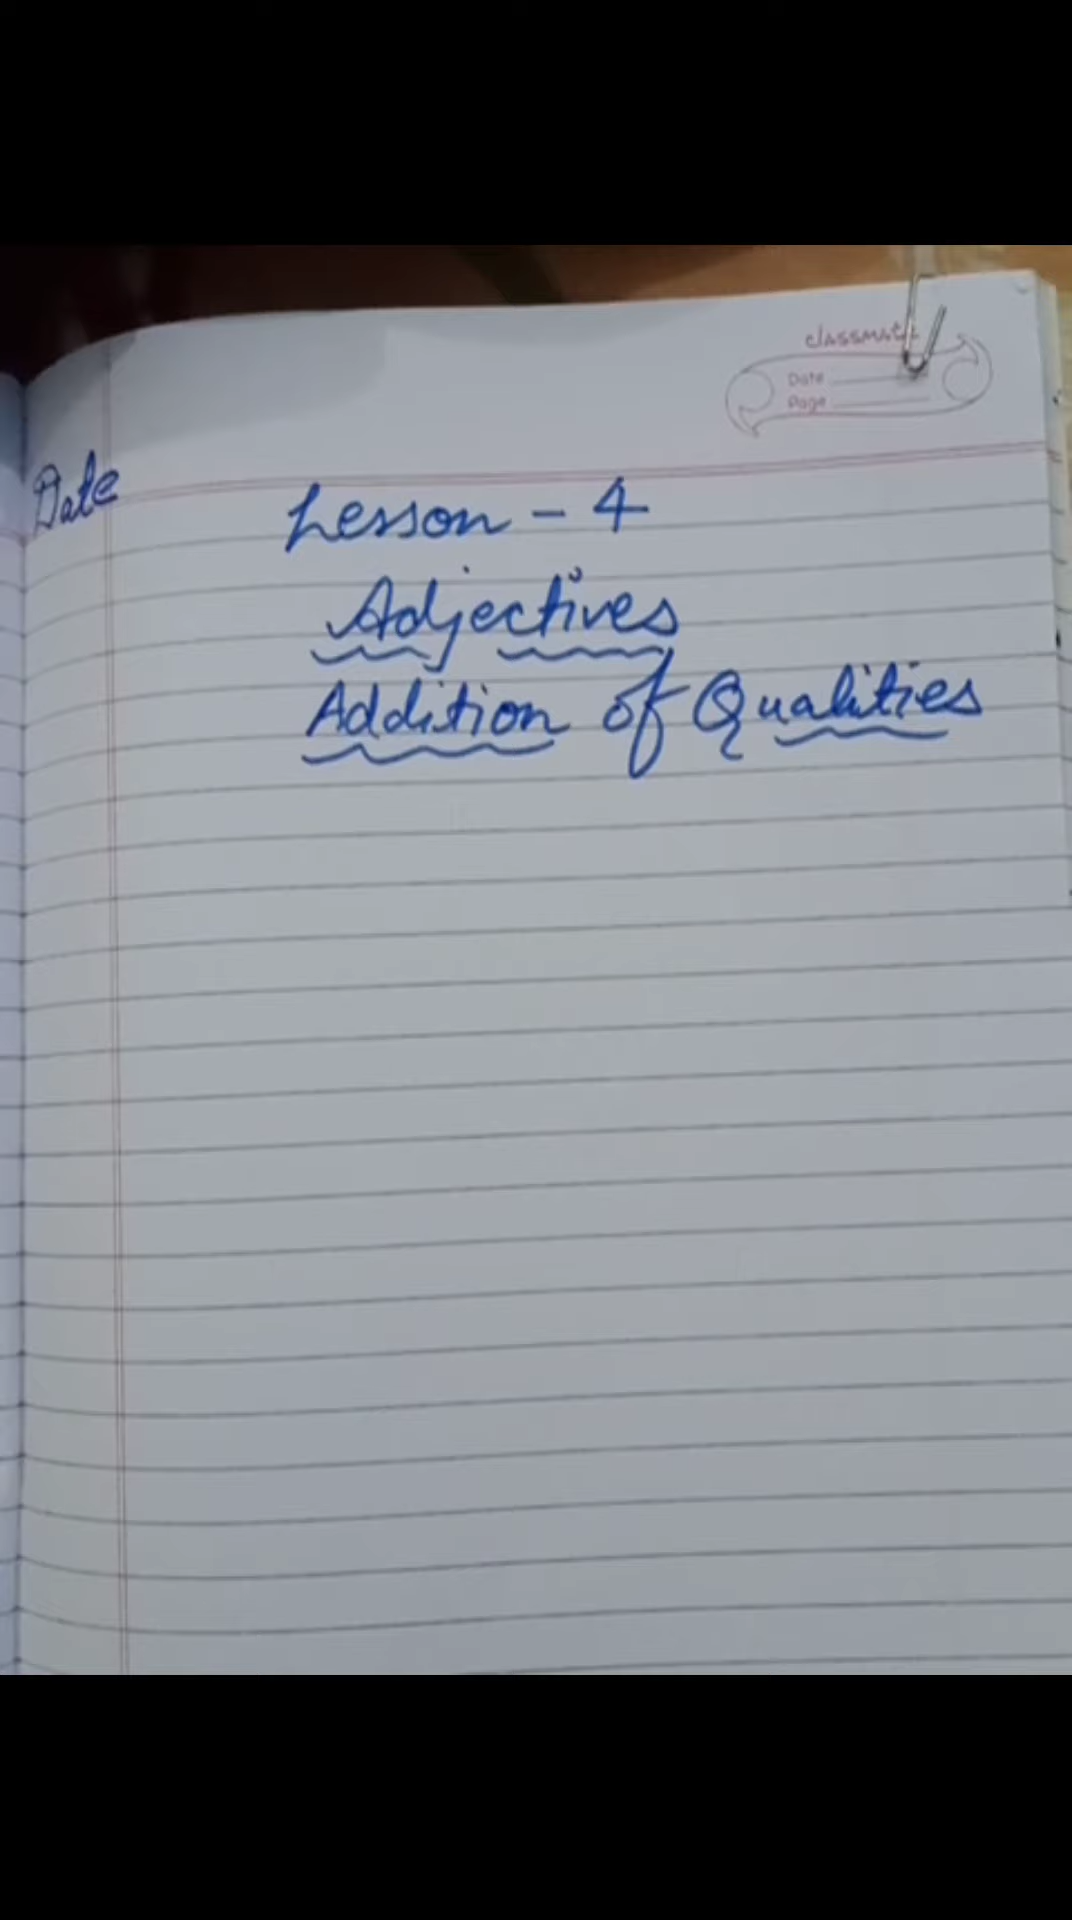 classmate
Date
Page
Date
Lesson - 4
Adjectives
Addition of Qualities